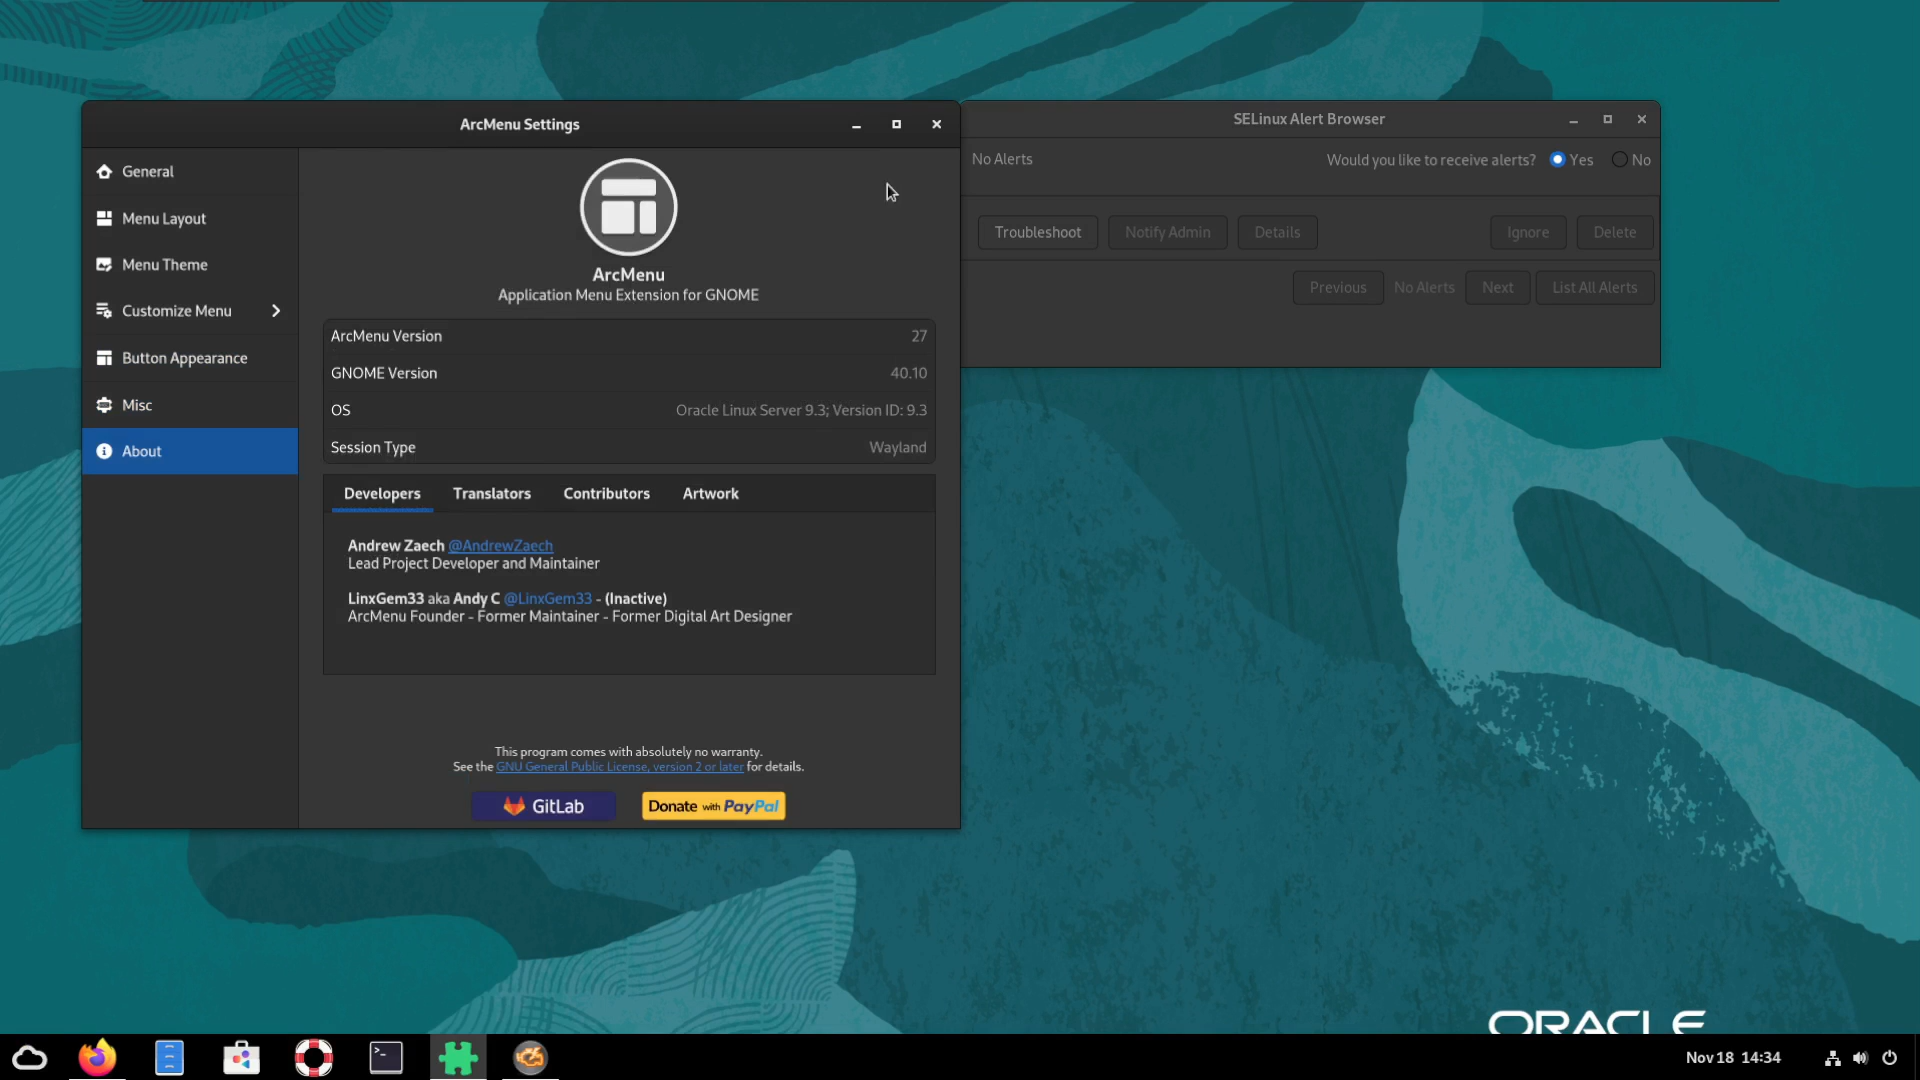 ArcMenu Settings
General
Menu Layout
Menu Theme
Customize Menu
Button Appearance
Misc
About
ArcMenu
Application Menu Extension for GNOME
ArcMenu Version 27
GNOME Version 40.10
OS Oracle Linux Server 9.3; Version ID: 9.3
Session Type Wayland
Developers Translators Contributors Artwork
Andrew Zaech @AndrewZaech
Lead Project Developer and Maintainer
LinxGem33 aka Andy C @LinxGem33 - (Inactive)
ArcMenu Founder - Former Maintainer - Former Digital Art Designer
This program comes with absolutely no warranty.
See the GNU General Public License, version 2 or later for details.
GitLab Donate with PayPal
SELinux Alert Browser
No Alerts Would you like to receive alerts? Yes No
Troubleshoot Notify Admin Details Ignore Delete
Previous No Alerts Next List All Alerts
ORACLE
Nov 18 14:34